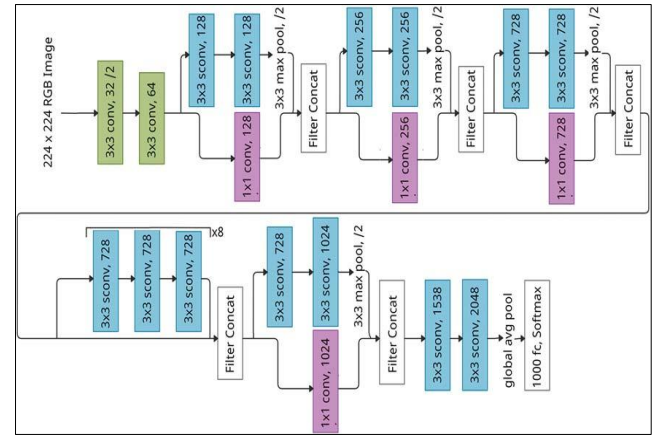 224 x 224 RGB Image
3x3 conv, 32 /2
3x3 conv, 64
3x3 sconv, 128
3x3 sconv, 128
3x3 max pool, /2
1x1 conv, 128
Filter Concat
3x3 sconv, 256
3x3 sconv, 256
3x3 max pool, /2
1x1 conv, 256
Filter Concat
3x3 sconv, 728
3x3 sconv, 728
3x3 max pool, /2
1x1 conv, 728
Filter Concat
3x3 sconv, 728
3x3 sconv, 728
3x3 sconv, 728
x8
Filter Concat
3x3 sconv, 728
3x3 sconv, 1024
3x3 max pool, /2
1x1 conv, 1024
Filter Concat
3x3 sconv, 1538
3x3 sconv, 2048
global avg pool
1000 fc, Softmax